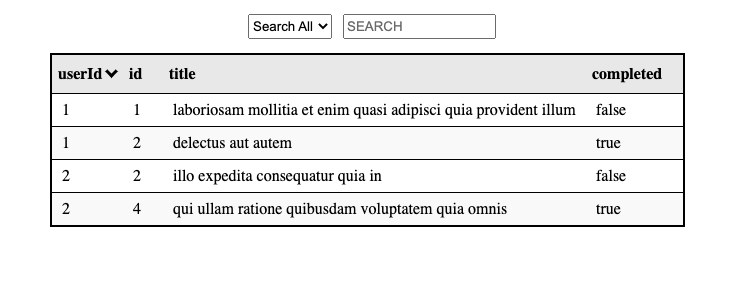 Search All SEARCH
userId id title completed
1 1 laboriosam mollitia et enim quasi adipisci quia provident illum false
1 2 delectus aut autem true
2 2 illo expedita consequatur quia in false
2 4 qui ullam ratione quibusdam voluptatem quia omnis true